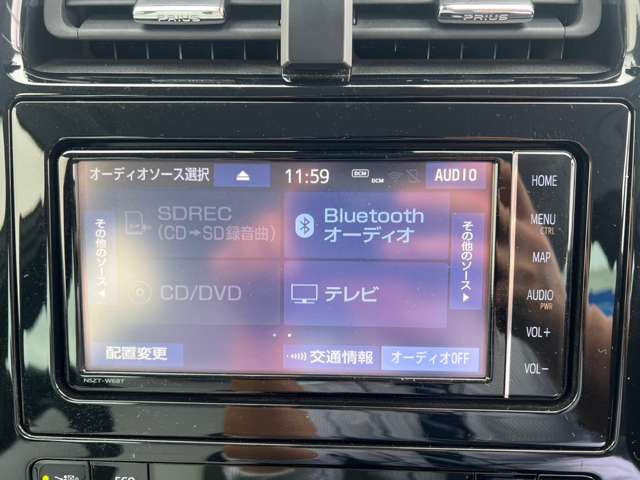 PRIUS
PRIUS
オーディオソース選択
11:59
DCM
DCM
AUDIO
その他のソース
SDREC
(CD➡SD録音曲)
Bluetooth
オーディオ
その他のソース
CD/DVD
テレビ
配置変更
交通情報
オーディオOFF
NSZT-W68T
HOME
MENU
CTRL
MAP
AUDIO
PWR
VOL+
VOL-